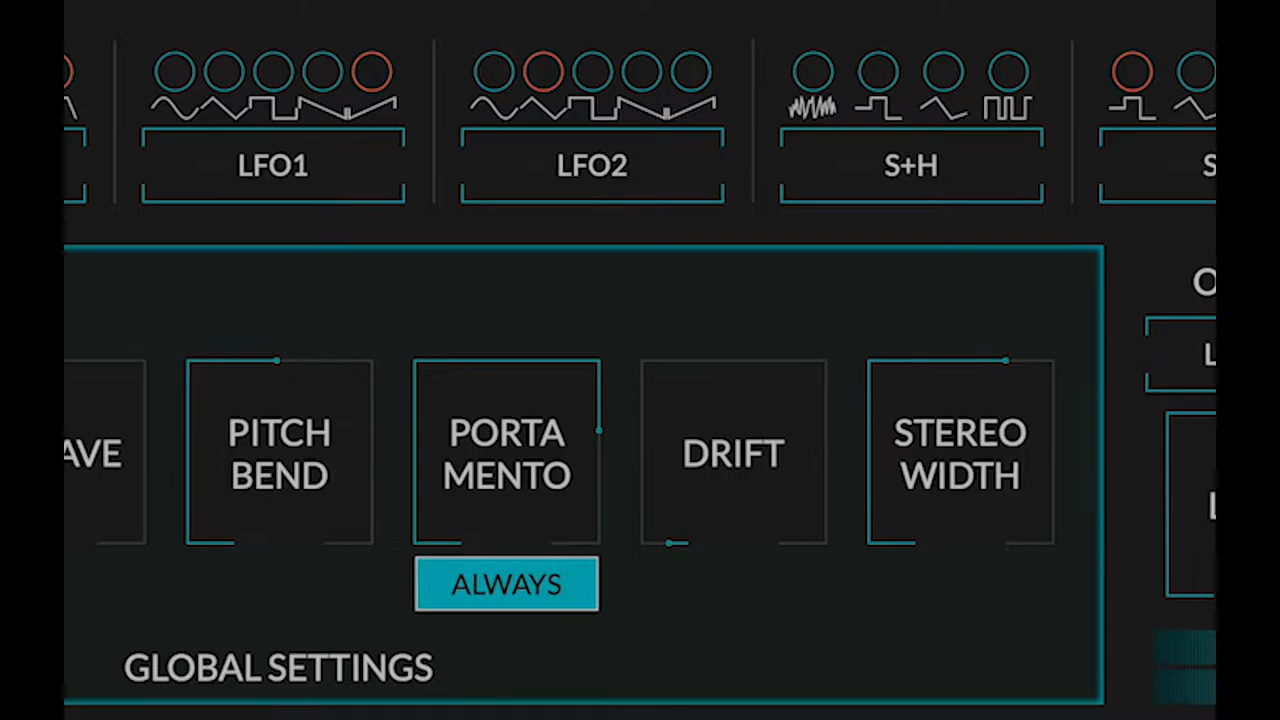 LFO1
LFO2
S+H
PITCH
BEND
PORTA
MENTO
DRIFT
STEREO
WIDTH
ALWAYS
GLOBAL SETTINGS